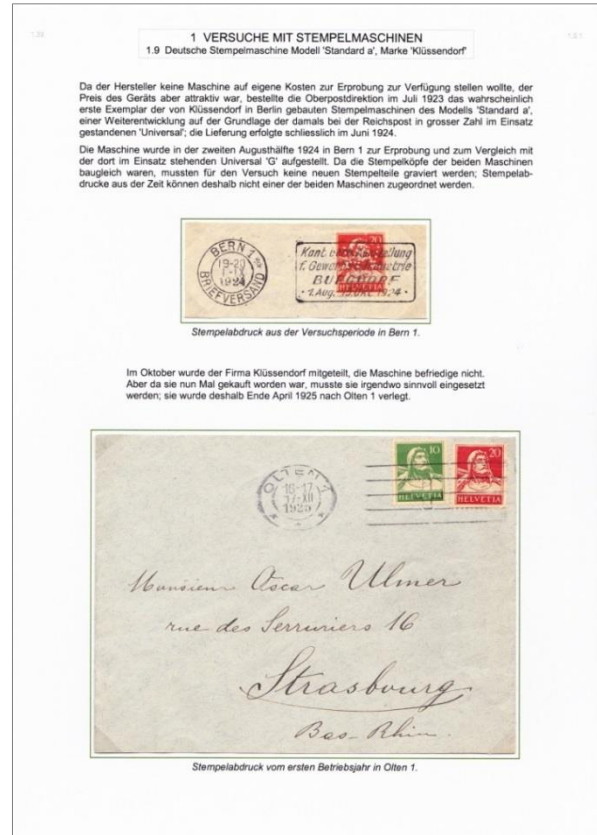 1 VERSUCHE MIT STEMPELMASCHINEN
1.9 Deutsche Stempelmaschine Modell 'Standard a', Marke 'Klüssendorf'
Da der Hersteller keine Maschine auf eigene Kosten zur Erprobung zur Verfügung stellen wollte, der
Preis des Geräts aber attraktiv war, bestellte die Oberpostdirektion im Juli 1923 das wahrscheinlich
erste Exemplar der von Klüssendorf in Berlin gebauten Stempelmaschinen des Modells 'Standard a',
einer Weiterentwicklung auf der Grundlage der damals bei der Reichspost in grosser Zahl im Einsatz
gestandenen 'Universal'; die Lieferung erfolgte schliesslich im Juni 1924.
Die Maschine wurde in der zweiten Augusthälfte 1924 in Bern 1 zur Erprobung und zum Vergleich mit
der dort im Einsatz stehenden Universal 'G' aufgestellt. Da die Stempelköpfe der beiden Maschinen
baugleich waren, mussten für den Versuch keine neuen Stempelteile graviert werden; Stempelab-
drucke aus der Zeit können deshalb nicht einer der beiden Maschinen zugeordnet werden.
BERN 1
19-20
1924
BRIEFVERSAND
20
HELVETIA
Kant.
f. Gewerbe
BURGDORF
Stempelabdruck aus der Versuchsperiode in Bern 1.
Im Oktober wurde der Firma Klüssendorf mitgeteilt, die Maschine befriedige nicht.
Aber da sie nun Mal gekauft worden war, musste sie irgendwo sinnvoll eingesetzt
werden; sie wurde deshalb Ende April 1925 nach Olten 1 verlegt.
OLTEN 1
16-17
17.XII
1925
10
HELVETIA
20
HELVETIA
Monsieur Oscar Ulmer
rue des Serruriers 16
Strasbourg
Bas-Rhin.
Stempelabdruck vom ersten Betriebsjahr in Olten 1.